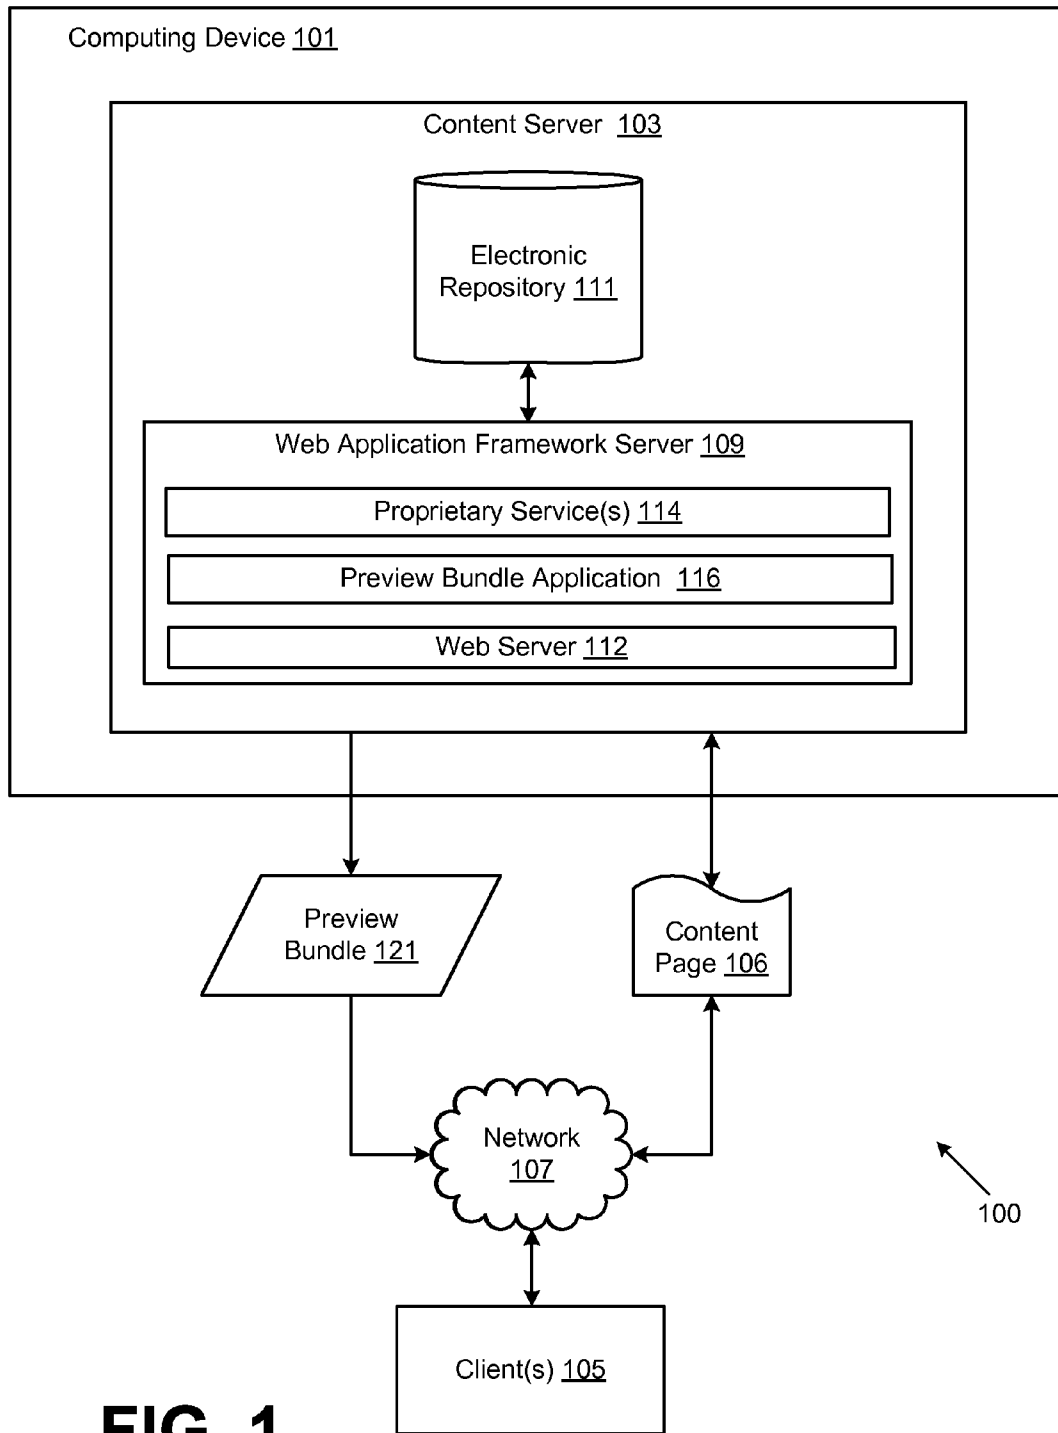 Computing Device 101
Content Server 103
Electronic
Repository 111
Web Application Framework Server 109
Proprietary Service(s) 114
Preview Bundle Application 116
Web Server 112
Preview
Bundle 121
Content
Page 106
Network
107
100
Client(s) 105
FIG. 1